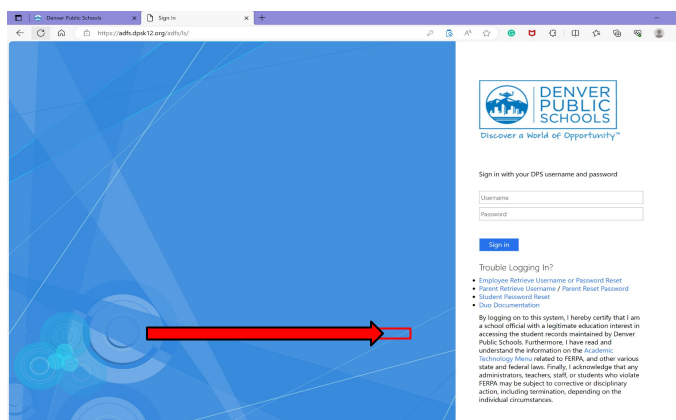 Denver Public Schools
Sign In
https://adfs.dpsk12.org/adfs/ls/
DENVER
PUBLIC
SCHOOLS
Discover a World of Opportunity™
Sign in with your DPS username and password
Username
Password
Sign in
Trouble Logging In?
Employee Retrieve Username or Password Reset
Parent Retrieve Username / Parent Reset Password
Student Password Reset
Duo Documentation
By logging on to this system, I hereby certify that I am
a school official with a legitimate education interest in
accessing the student records maintained by Denver
Public Schools. Furthermore, I have read and
understand the information on the Academic
Technology Menu related to FERPA, and other various
state and federal laws. Finally, I acknowledge that any
administrators, teachers, staff, or students who violate
FERPA may be subject to corrective or disciplinary
action, including termination, depending on the
individual circumstances.